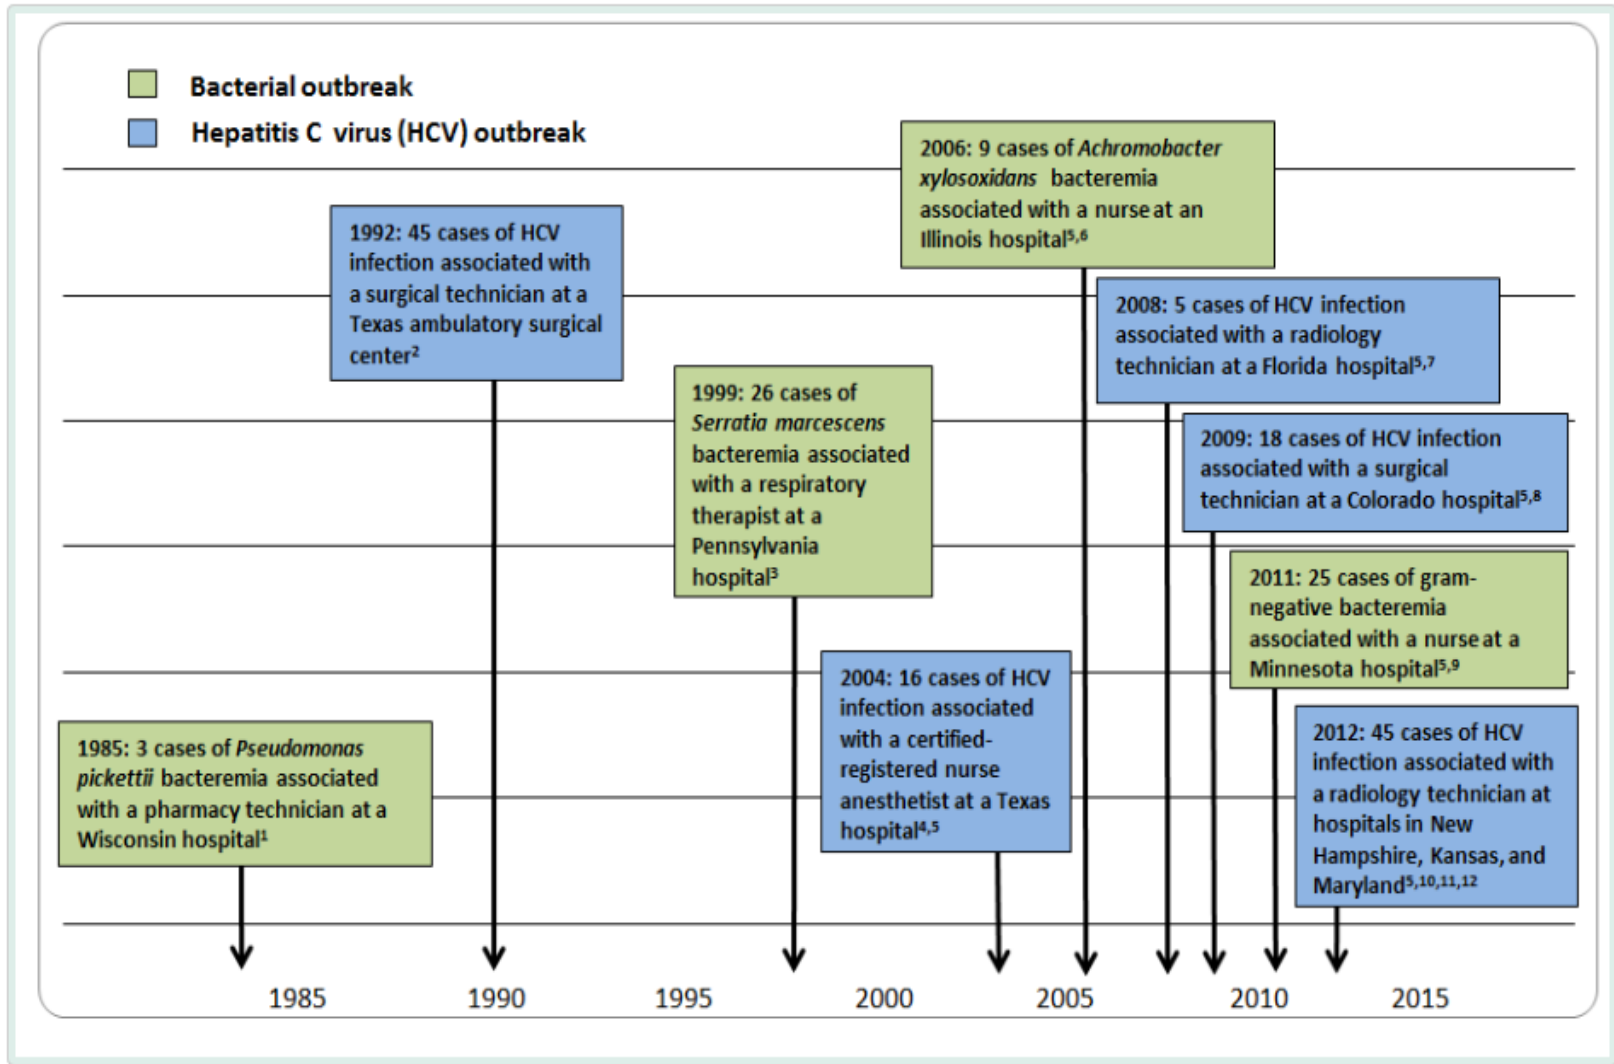 Bacterial outbreak
Hepatitis C virus (HCV) outbreak
2006: 9 cases of Achromobacter
xylosoxidans bacteremia
associated with a nurse at an
Illinois hospital⁵,⁶
1992: 45 cases of HCV
infection associated with
a surgical technician at a
Texas ambulatory surgical
center²
2008: 5 cases of HCV infection
associated with a radiology
technician at a Florida hospital⁵,⁷
1999: 26 cases of
Serratia marcescens
bacteremia associated
with a respiratory
therapist at a
Pennsylvania
hospital³
2009: 18 cases of HCV infection
associated with a surgical
technician at a Colorado hospital⁵,⁸
2011: 25 cases of gram-
negative bacteremia
associated with a nurse at a
Minnesota hospital⁵,⁹
2004: 16 cases of HCV
infection associated
with a certified-
registered nurse
anesthetist at a Texas
hospital⁴,⁵
1985: 3 cases of Pseudomonas
pickettii bacteremia associated
with a pharmacy technician at a
Wisconsin hospital¹
2012: 45 cases of HCV
infection associated with
a radiology technician at
hospitals in New
Hampshire, Kansas, and
Maryland⁵,¹⁰,¹¹,¹²
1985 1990 1995 2000 2005 2010 2015